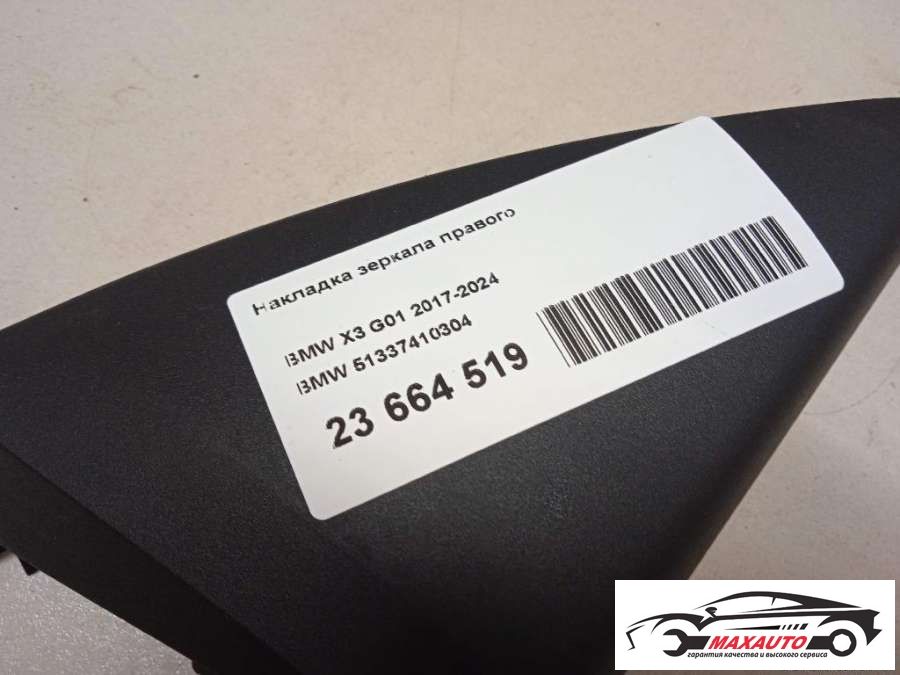 Накладка зеркала правого
BMW X3 G01 2017-2024
BMW 51337410304
23 664 519
MAXAUTO
гарантия качества и высокого сервиса